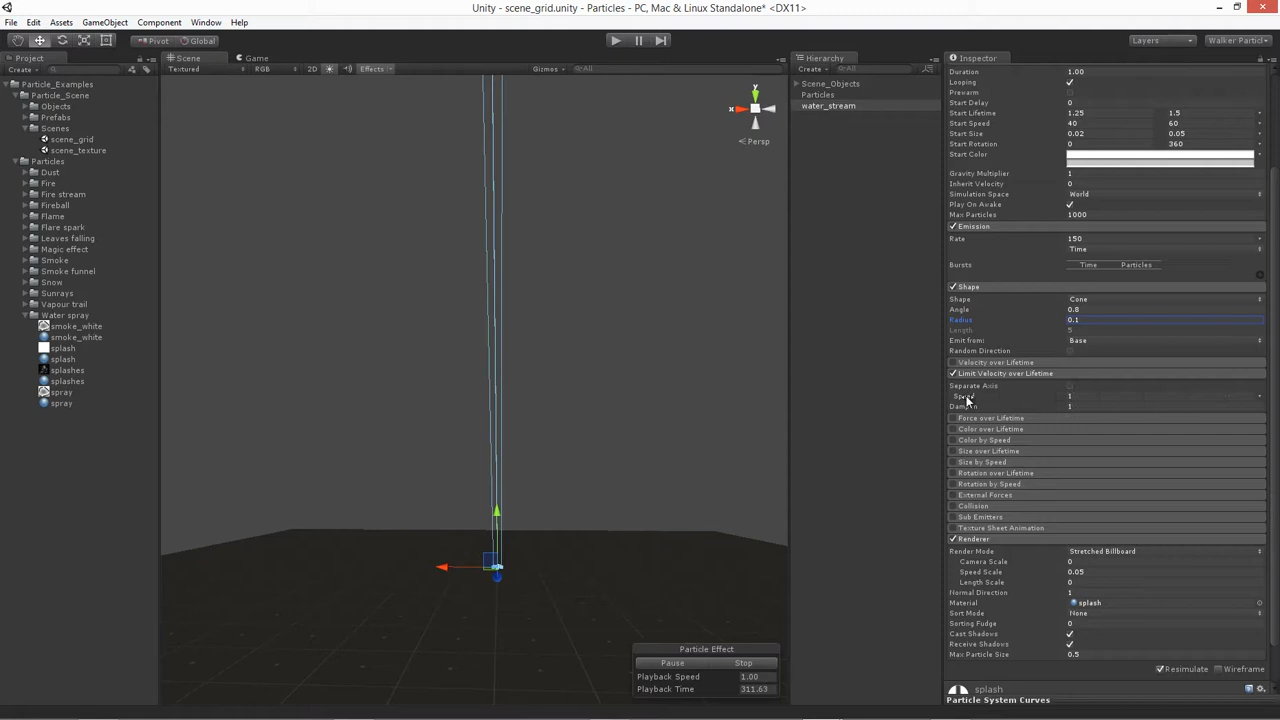 Unity - scene_grid.unity - Particles - PC, Mac & Linux Standalone* <DX11>
File Edit Assets GameObject Component Window Help
Pivot Global Layers Walker Particl
Project
Create
Particle_Examples
Particle_Scene
Objects
Prefabs
Scenes
scene_grid
scene_texture
Particles
Dust
Fire
Fire stream
Fireball
Flame
Flare spark
Leaves falling
Magic effect
Smoke
Smoke funnel
Snow
Sunrays
Vapour trail
Water spray
smoke_white
smoke_white
splash
splash
splashes
splashes
spray
spray
Scene Game
Textured RGB 2D Effects Gizmos All
y
x
Persp
Particle Effect
Pause Stop
Playback Speed 1.00
Playback Time 311.63
Hierarchy
Create All
Scene_Objects
Particles
water_stream
Inspector
Duration 1.00
Looping
Prewarm
Start Delay 0
Start Lifetime 1.25 1.5
Start Speed 40 60
Start Size 0.02 0.05
Start Rotation 0 360
Start Color
Gravity Multiplier 1
Inherit Velocity 0
Simulation Space World
Play On Awake
Max Particles 1000
Emission
Rate 150
Time
Bursts Time Particles
Shape
Shape Cone
Angle 0.8
Radius 0.1
Length 5
Emit from: Base
Random Direction
Velocity over Lifetime
Limit Velocity over Lifetime
Separate Axis
Speed 1
Dampen 1
Force over Lifetime
Color over Lifetime
Color by Speed
Size over Lifetime
Size by Speed
Rotation over Lifetime
Rotation by Speed
External Forces
Collision
Sub Emitters
Texture Sheet Animation
Renderer
Render Mode Stretched Billboard
Camera Scale 0
Speed Scale 0.05
Length Scale 0
Normal Direction 1
Material splash
Sort Mode None
Sorting Fudge 0
Cast Shadows
Receive Shadows
Max Particle Size 0.5
Resimulate Wireframe
splash
Particle System Curves